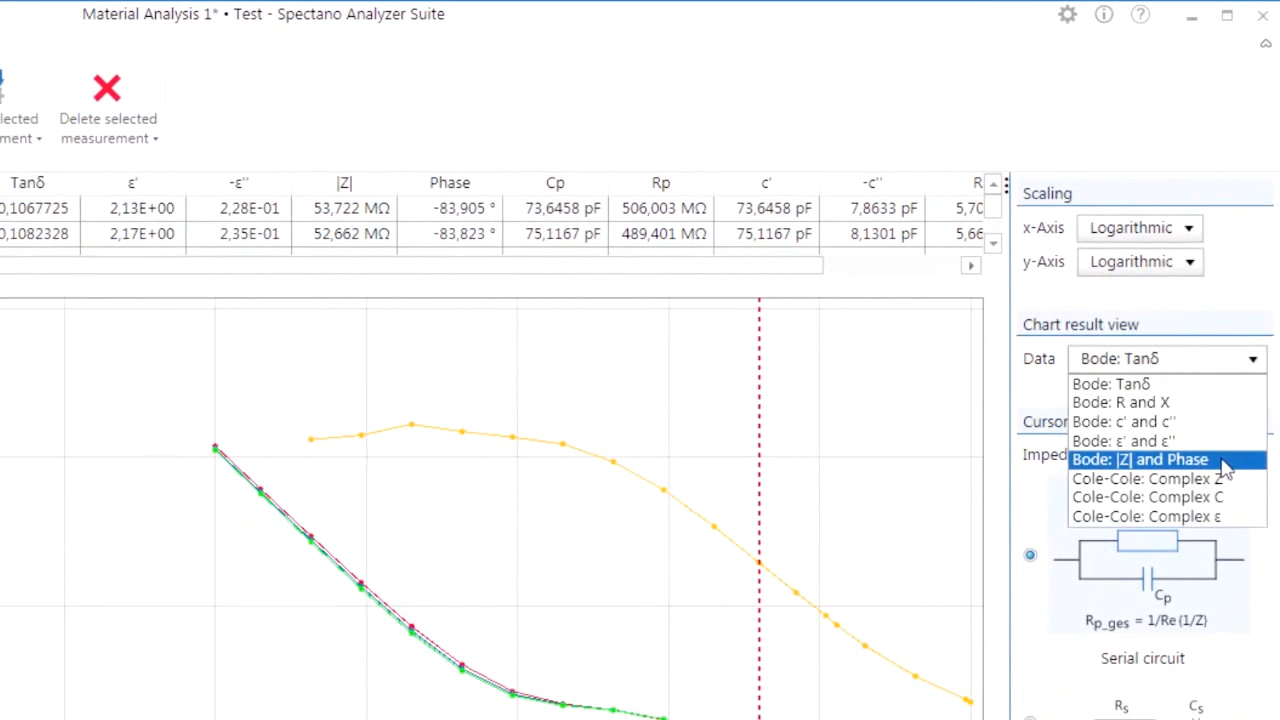 Material Analysis 1* • Test - Spectano Analyzer Suite
lected
ment
Delete selected
measurement
Tanδ ε' -ε'' |Z| Phase Cp Rp c' -c'' R
0,1067725 2,13E+00 2,28E-01 53,722 MΩ -83,905 ° 73,6458 pF 506,003 MΩ 73,6458 pF 7,8633 pF 5,70
0,1082328 2,17E+00 2,35E-01 52,662 MΩ -83,823 ° 75,1167 pF 489,401 MΩ 75,1167 pF 8,1301 pF 5,66
Scaling
x-Axis Logarithmic
y-Axis Logarithmic
Chart result view
Data Bode: Tanδ
Bode: Tanδ
Bode: R and X
Bode: c' and c''
Bode: ε' and ε''
Bode: |Z| and Phase
Cole-Cole: Complex Z
Cole-Cole: Complex C
Cole-Cole: Complex ε
Cursor
Imped
Cp
Rp_ges = 1/Re(1/Z)
Serial circuit
Rs Cs